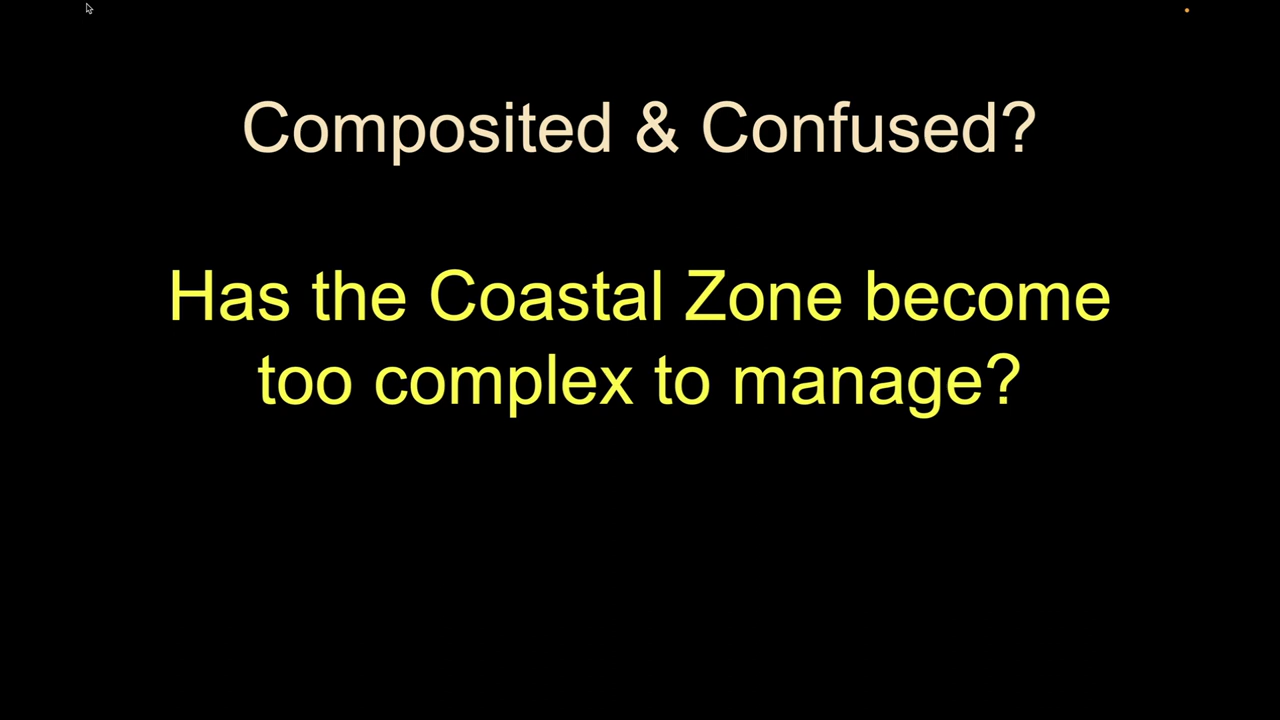 Composited & Confused?
Has the Coastal Zone become
too complex to manage?